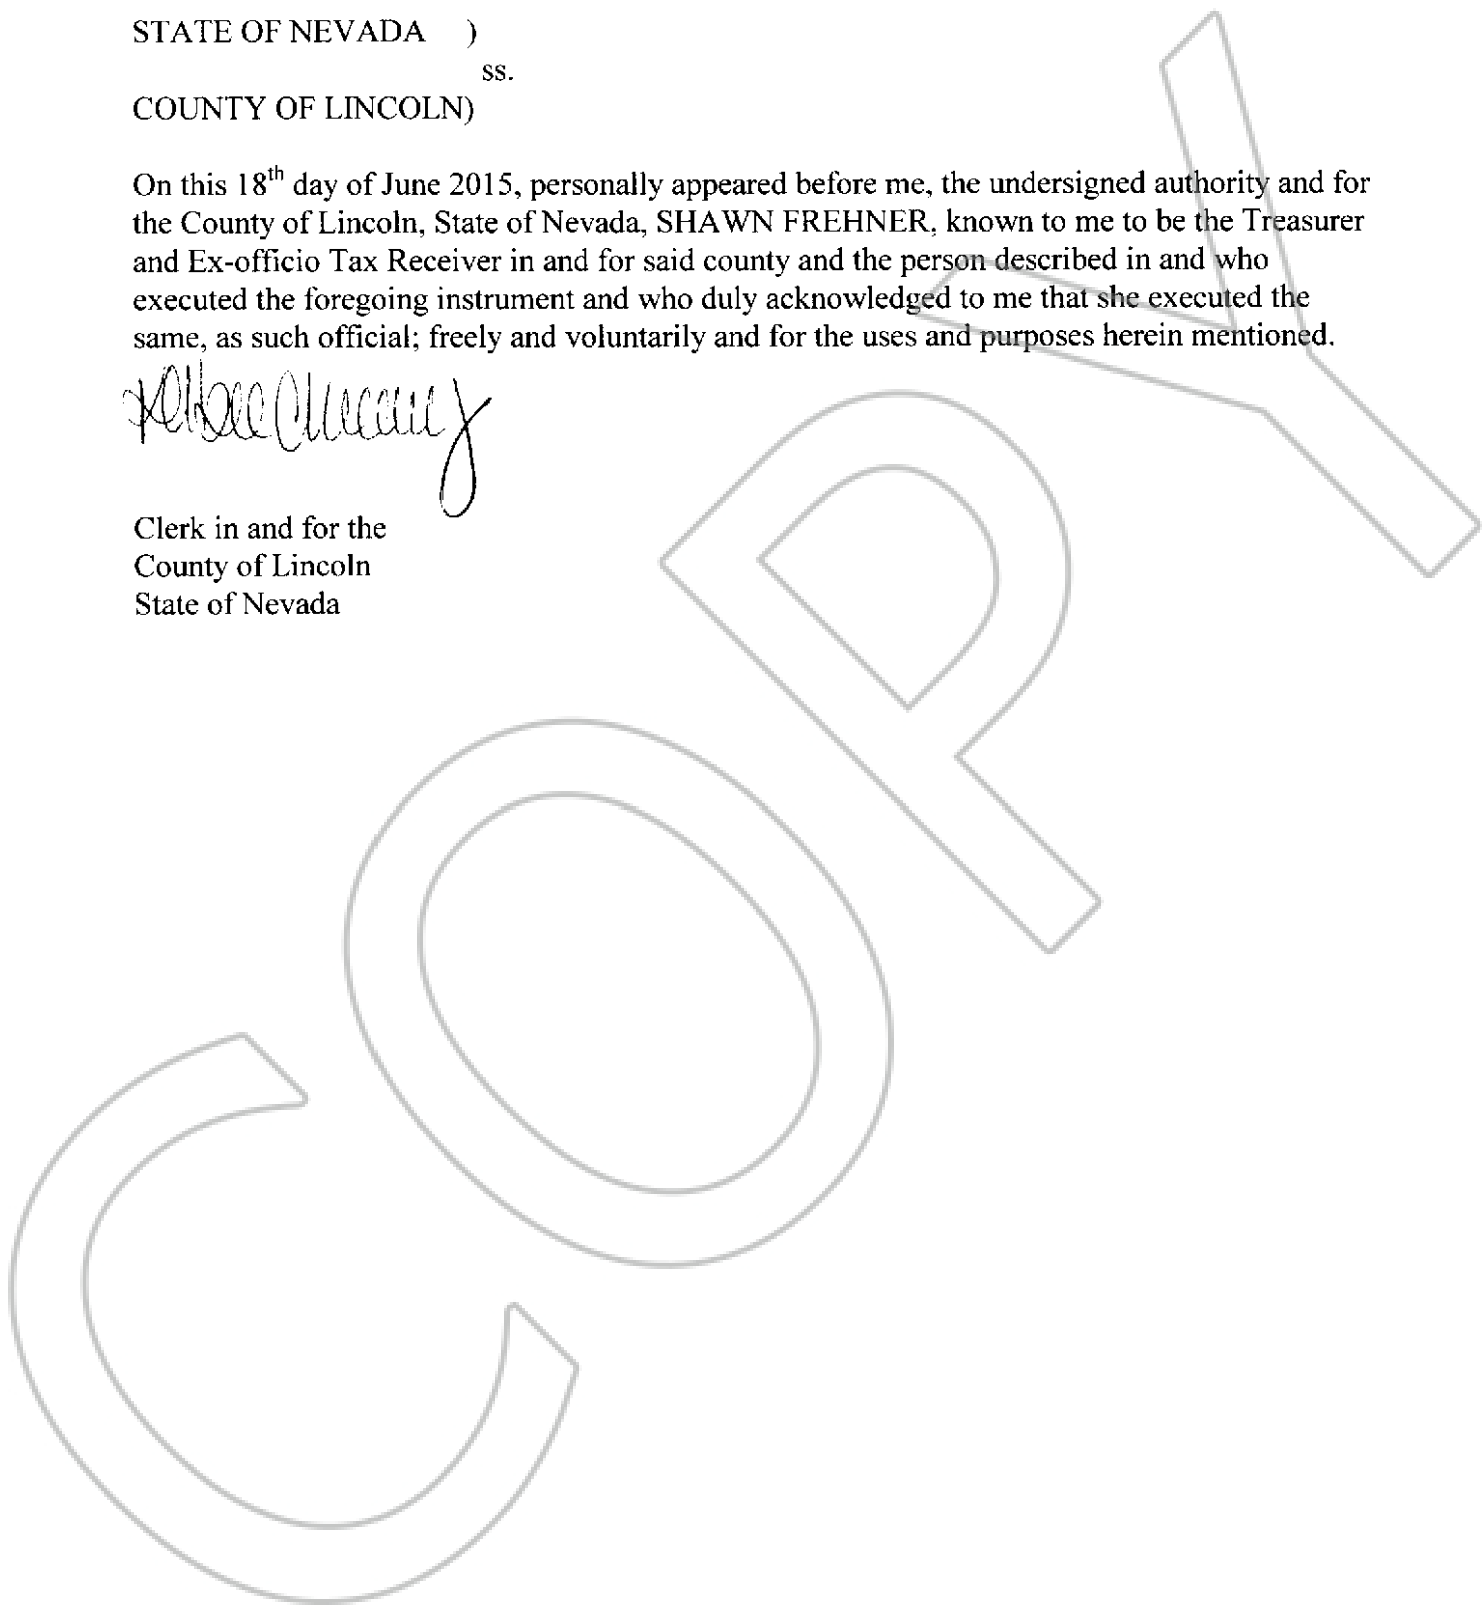 STATE OF NEVADA )
ss.
COUNTY OF LINCOLN)
On this 18th day of June 2015, personally appeared before me, the undersigned authority and for
the County of Lincoln, State of Nevada, SHAWN FREHNER, known to me to be the Treasurer
and Ex-officio Tax Receiver in and for said county and the person described in and who
executed the foregoing instrument and who duly acknowledged to me that she executed the
same, as such official; freely and voluntarily and for the uses and purposes herein mentioned.
Clerk in and for the
County of Lincoln
State of Nevada
COPY